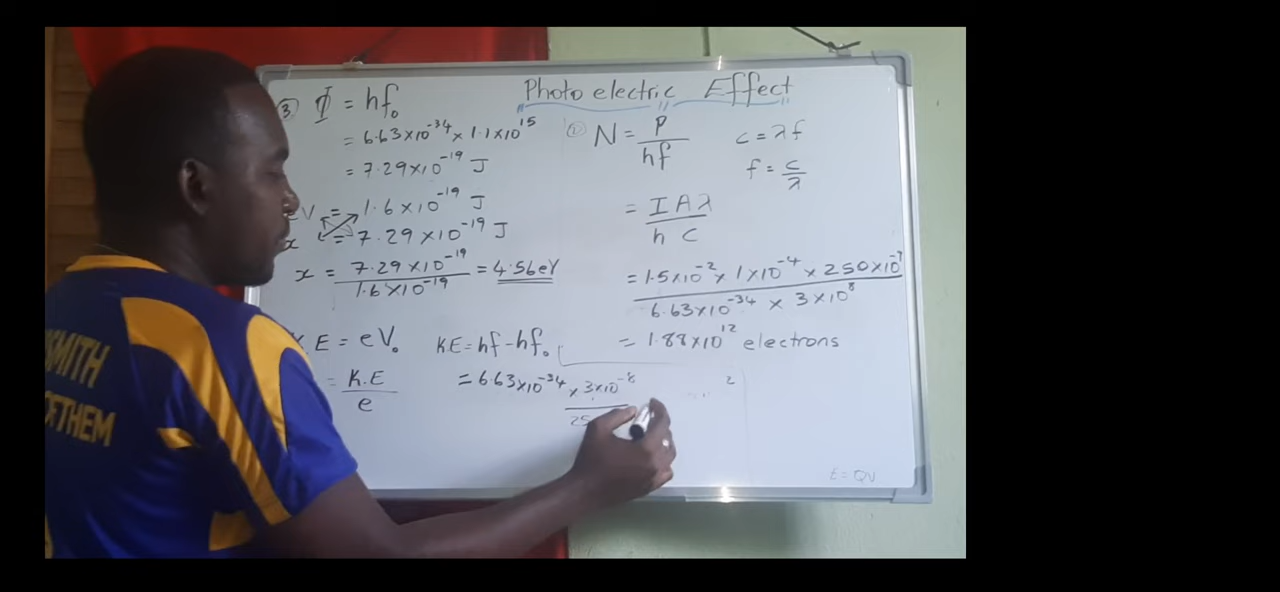 Photo electric Effect
③ Φ = hf₀
= 6.63×10⁻³⁴ × 1.1×10¹⁵
= 7.29×10⁻¹⁹ J
eV = 1.6×10⁻¹⁹ J
x = 7.29×10⁻¹⁹ J
x = 7.29×10⁻¹⁹ / 1.6×10⁻¹⁹ = 4.56eV
K.E = eV₀
= K.E / e
KE = hf - hf₀
= 6.63×10⁻³⁴ × 3×10⁻⁸
25
N = P / hf
c = λf
f = c / λ
= I A λ / h c
= 1.5×10⁻² × 1×10⁻⁴ × 250×10⁻⁹ / 6.63×10⁻³⁴ × 3×10⁸
= 1.88×10¹² electrons
2
E = QV
SMITH